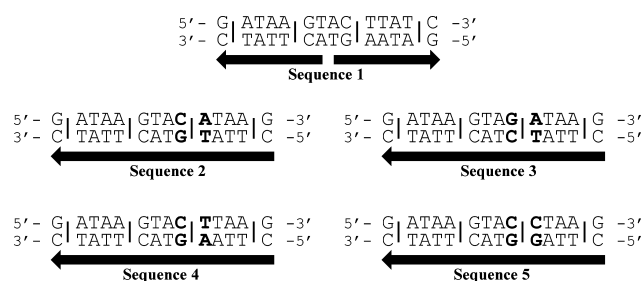 5’- G|ATAA|GTAC|TTAT|C
3’- C|TATT|CATG|AATA|G -5’
Sequence 1
5’- G|ATAA|GTAC|ATAA|G -3’
3’- C|TATT|CATG|TATT|C -5’
Sequence 2
5’- G|ATAA|GTAG|ATAA|G -3’
3’- C|TATT|CATC|TATT|C -5’
Sequence 3
5’- G|ATAA|GTAC|TTAA|G -3’
3’- C|TATT|CATG|AATT|C -5’
Sequence 4
5’- G|ATAA|GTAC|CTAA|G -3’
3’- C|TATT|CATG|GATT|C -5’
Sequence 5